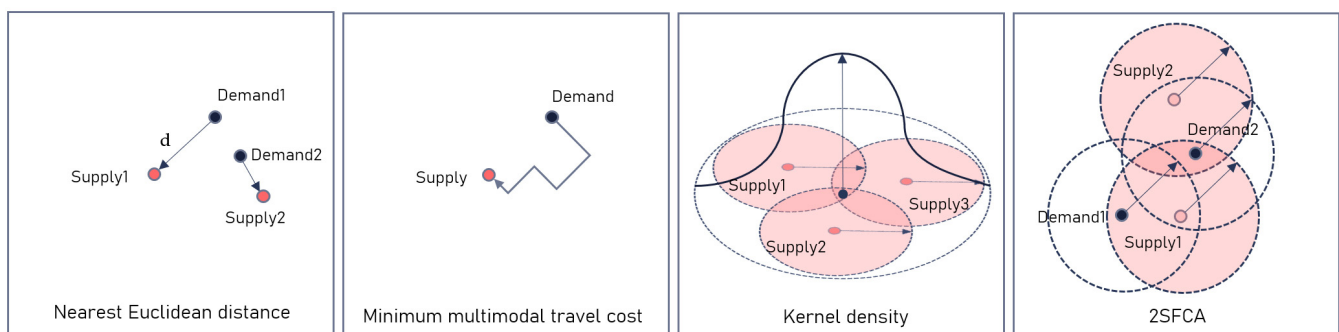 Demand1
d
Demand2
Supply1
Supply2
Nearest Euclidean distance
Demand
Supply
Minimum multimodal travel cost
Supply1
Supply3
Supply2
Kernel density
Supply2
Demand2
Demand1
Supply1
2SFCA